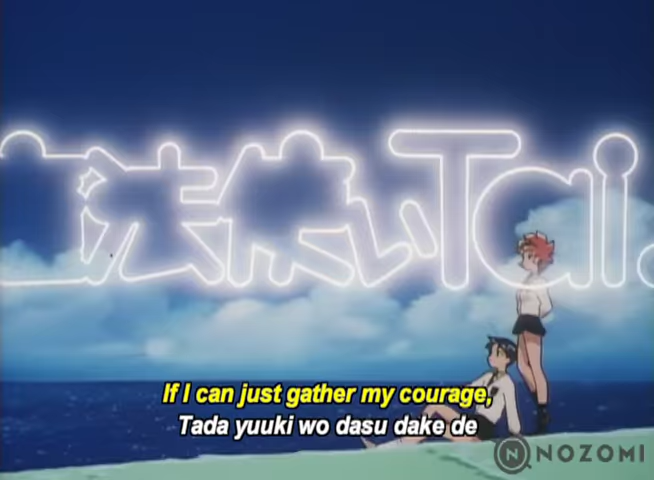 法使いTai
If I can just gather my courage,
Tada yuuki wo dasu dake de
NOZOMI